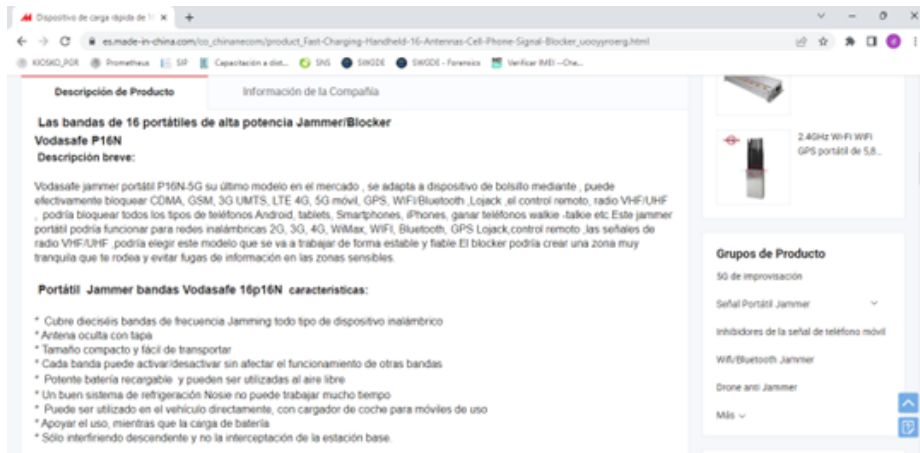 Dispositivo de carga rápida de 1
es.made-in-china.com/co_chinanecom/product_Fast-Charging-Handheld-16-Antennas-Cell-Phone-Signal-Blocker_uooyyroerg.html
KIOSKO_PGR Prometheus SIP Capacitación a dist... SNS SWGDE SWGDE - Forensics Verificar IMEI --Che...
Descripción de Producto Información de la Compañía
Las bandas de 16 portátiles de alta potencia Jammer/Blocker
Vodasafe P16N
Descripción breve:
Vodasafe jammer portátil P16N-5G su último modelo en el mercado , se adapta a dispositivo de bolsillo mediante , puede
efectivamente bloquear CDMA, GSM, 3G UMTS, LTE 4G, 5G móvil, GPS, WIFI/Bluetooth ,Lojack ,el control remoto, radio VHF/UHF
, podría bloquear todos los tipos de teléfonos Android, tablets, Smartphones, iPhones, ganar teléfonos walkie -talkie etc.Este jammer
portátil podría funcionar para redes inalámbricas 2G, 3G, 4G, WiMax, WIFI, Bluetooth, GPS Lojack,control remoto ,las señales de
radio VHF/UHF ,podría elegir este modelo que se va a trabajar de forma estable y fiable.El blocker podría crear una zona muy
tranquila que te rodea y evitar fugas de información en las zonas sensibles.
Portátil Jammer bandas Vodasafe 16p16N características:
* Cubre dieciséis bandas de frecuencia Jamming todo tipo de dispositivo inalámbrico
* Antena oculta con tapa
* Tamaño compacto y fácil de transportar
* Cada banda puede activar/desactivar sin afectar el funcionamiento de otras bandas
* Potente batería recargable y pueden ser utilizadas al aire libre
* Un buen sistema de refrigeración Nosie no puede trabajar mucho tiempo
* Puede ser utilizado en el vehículo directamente, con cargador de coche para móviles de uso
* Apoyar el uso, mientras que la carga de batería
* Sólo interfiriendo descendente y no la interceptación de la estación base.
2.4GHz Wi-Fi WIFI
GPS portátil de 5,8...
Grupos de Producto
5G de improvisación
Señal Portátil Jammer
Inhibidores de la señal de teléfono móvil
Wifi/Bluetooth Jammer
Drone anti Jammer
Más